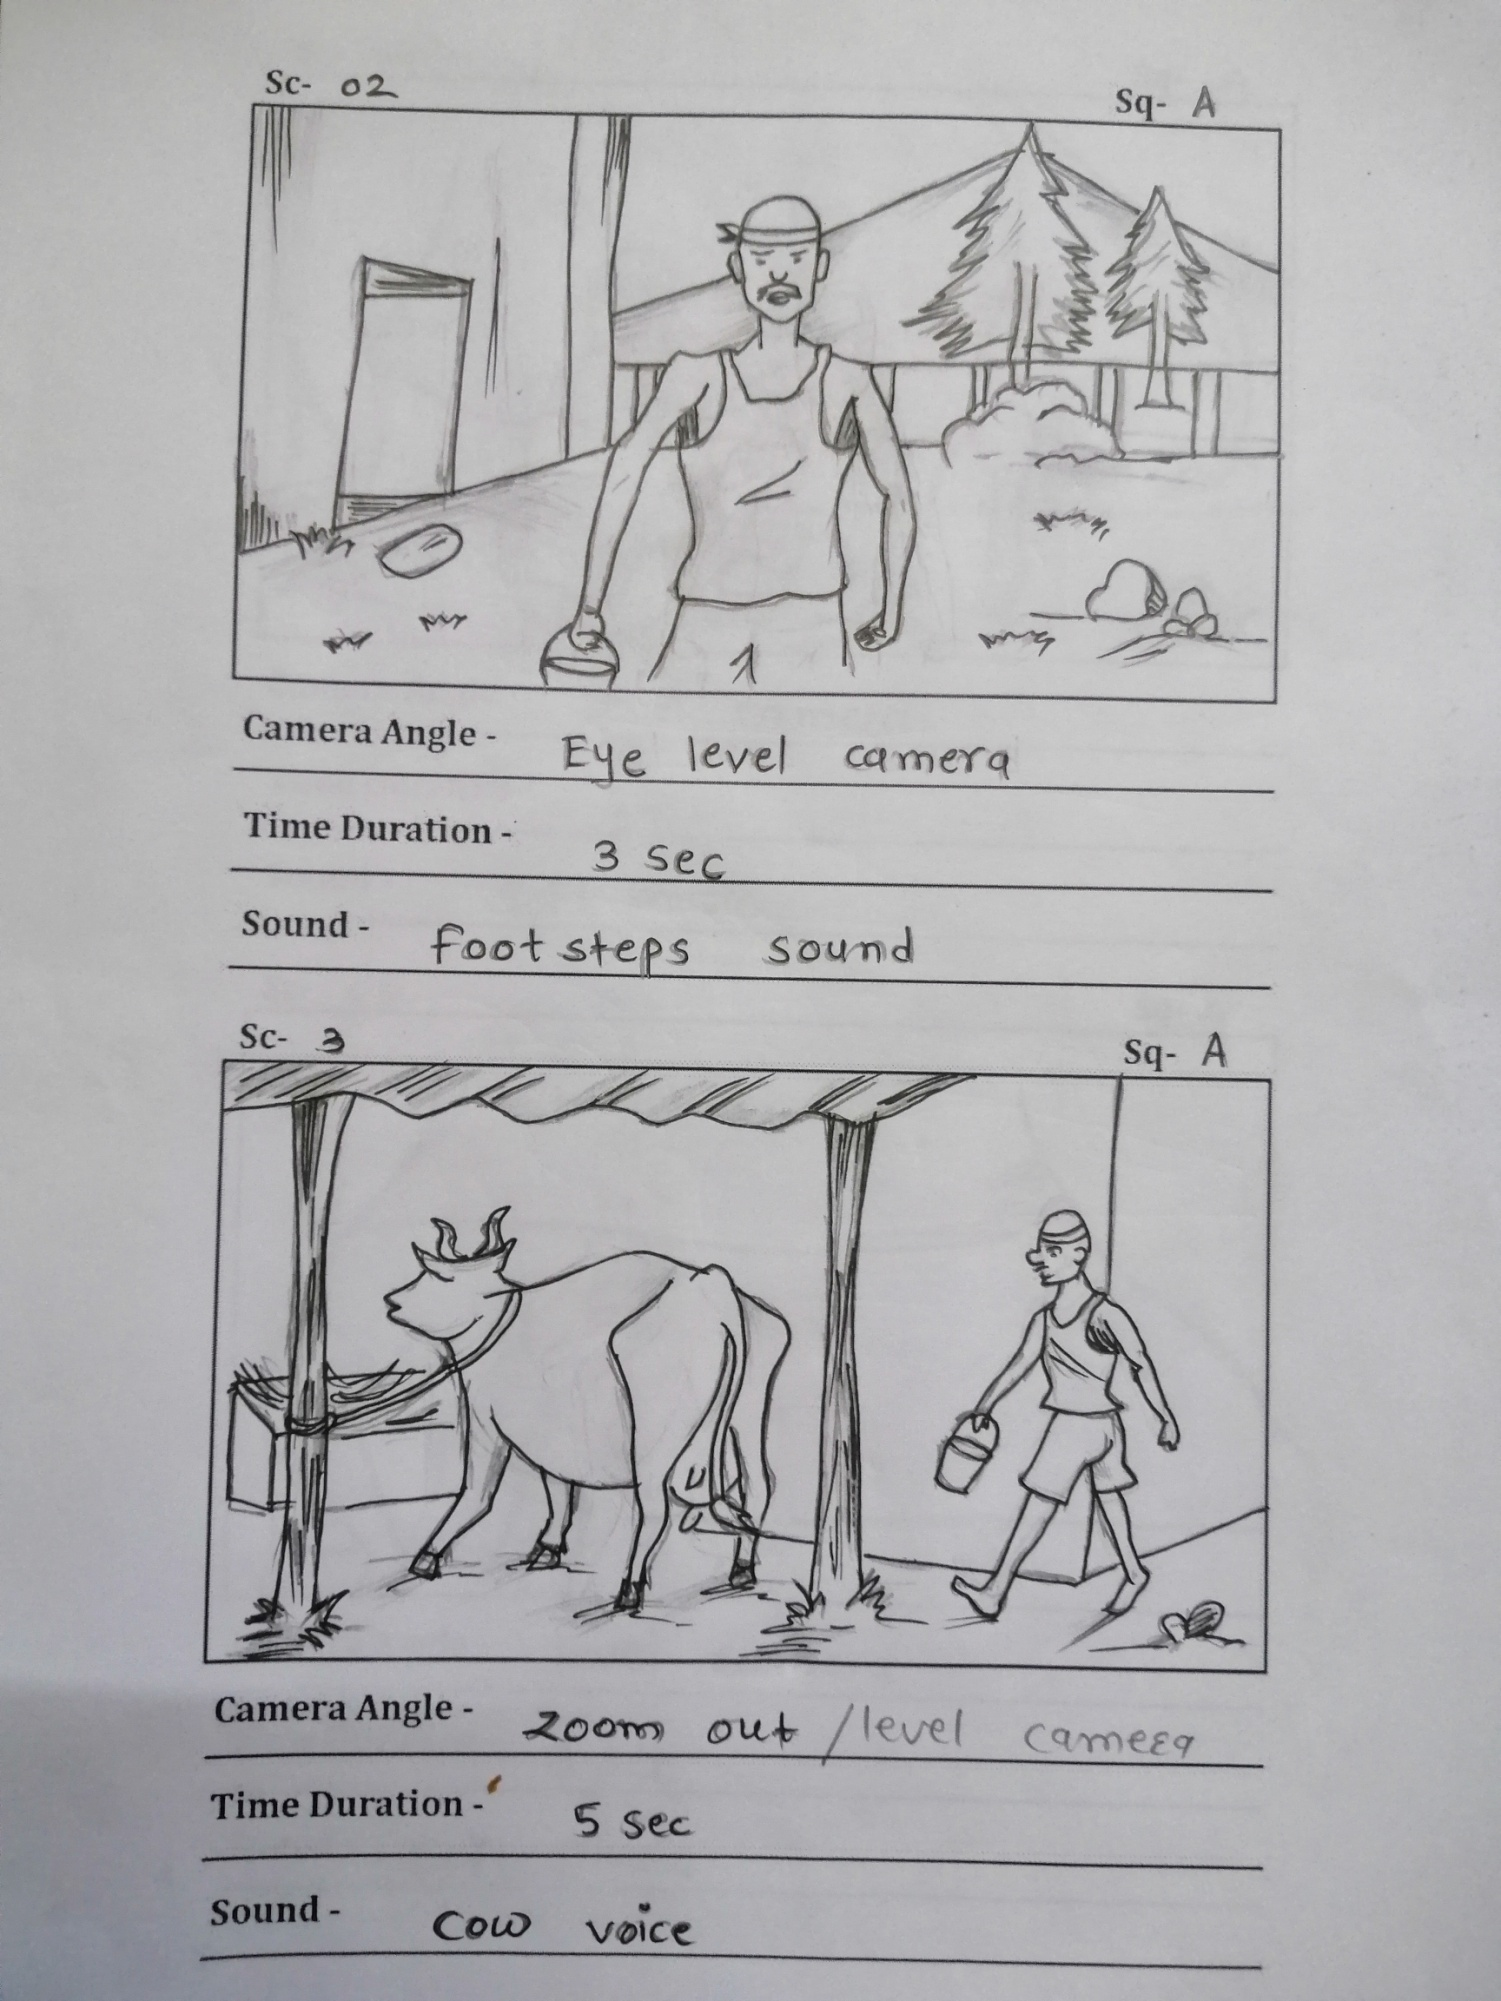 Sc- 02 Sq- A
Camera Angle - Eye level camera
Time Duration - 3 sec
Sound - foot steps sound
Sc- 3 Sq- A
Camera Angle - Zoom out /level camera
Time Duration - 5 sec
Sound - Cow voice